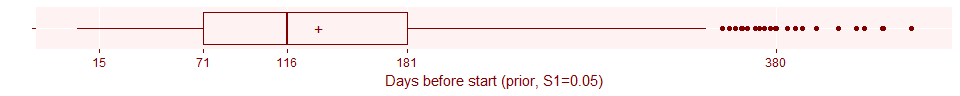 15 71 116 181 380
Days before start (prior, S1=0.05)